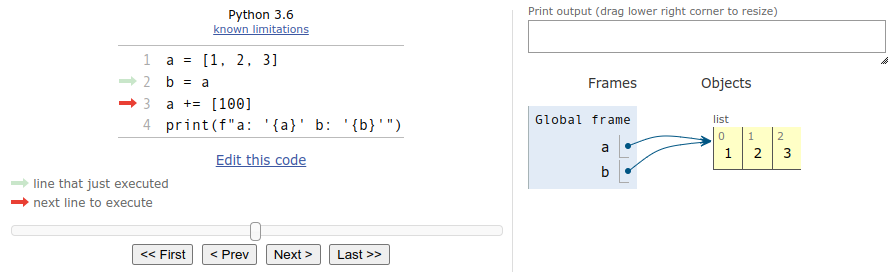 Python 3.6
known limitations
1 a = [1, 2, 3]
2 b = a
3 a += [100]
4 print(f"a: '{a}' b: '{b}'")
Edit this code
line that just executed
next line to execute
<< First < Prev Next > Last >>
Print output (drag lower right corner to resize)
Frames Objects
Global frame
a
b
list
0 1 2
1 2 3